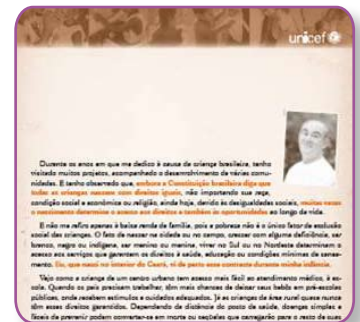 unicef
Durante os anos em que me dedico à causa da criança brasileira, tenho
visitado muitos projetos, acompanhado o desenvolvimento de várias comu-
nidades. E tenho observado que, embora a Constituição brasileira diga que
todas as crianças nascem com direitos iguais, não importando sua raça,
condição social e econômica ou religião, ainda hoje, devido às desigualdades sociais, muitas vezes
o nascimento determina o acesso aos direitos e também às oportunidades ao longo da vida.
E não me refiro apenas à baixa renda da família, pois a pobreza não é o único fator de exclusão
social das crianças. O fato de nascer na cidade ou no campo, crescer com alguma deficiência, ser
branco, negro ou indígena, ser menino ou menina, viver no Sul ou no Nordeste determinam o
acesso aos serviços que garantem os direitos à saúde, educação ou condições mínimas de sanea-
mento. Eu, que nasci no interior do Ceará, vi de perto esse contraste durante minha infância.
Vejo como a criança de um centro urbano tem acesso mais fácil ao atendimento médico, à es-
cola. Quando os pais precisam trabalhar, têm mais chances de deixar seus bebês em pré-escolas
públicas, onde recebem estímulos e cuidados adequados. Já as crianças da área rural quase nunca
têm esses direitos garantidos. Dependendo da distância do posto de saúde, doenças simples e
fáceis de prevenir podem converter-se em morte ou sequelas que carregarão para o resto de suas